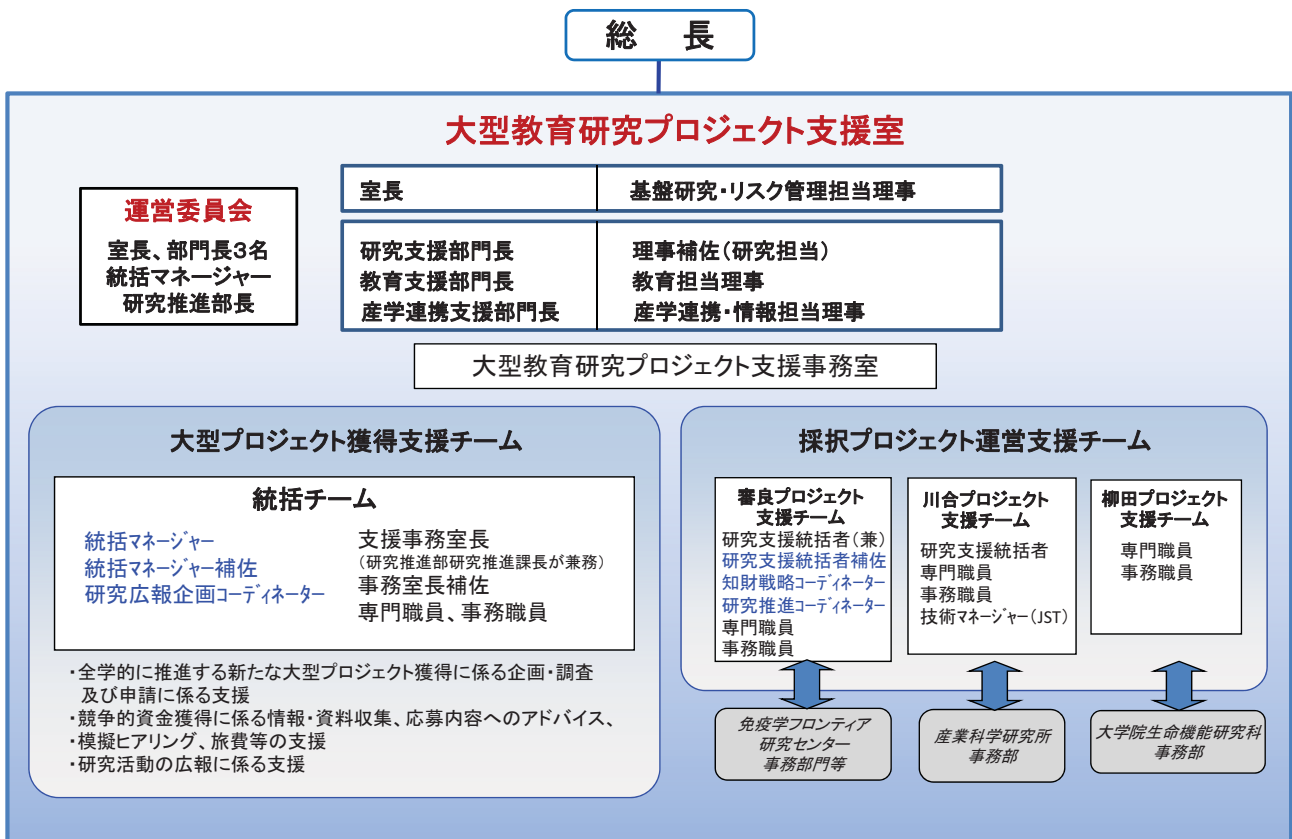 総 長
大型教育研究プロジェクト支援室
室長 基盤研究・リスク管理担当理事
運営委員会
室長、部門長3名
統括マネージャー
研究推進部長
研究支援部門長 理事補佐(研究担当)
教育支援部門長 教育担当理事
産学連携支援部門長 産学連携・情報担当理事
大型教育研究プロジェクト支援事務室
大型プロジェクト獲得支援チーム
統括チーム
統括マネージャー
統括マネージャー補佐
研究広報企画コーディネーター
支援事務室長
(研究推進部研究推進課長が兼務)
事務室長補佐
専門職員、事務職員
・全学的に推進する新たな大型プロジェクト獲得に係る企画・調査
及び申請に係る支援
・競争的資金獲得に係る情報・資料収集、応募内容へのアドバイス、
・模擬ヒアリング、旅費等の支援
・研究活動の広報に係る支援
採択プロジェクト運営支援チーム
審良プロジェクト
支援チーム
研究支援統括者(兼)
研究支援統括者補佐
知財戦略コーディネーター
研究推進コーディネーター
専門職員
事務職員
川合プロジェクト
支援チーム
研究支援統括者
専門職員
事務職員
技術マネージャー(JST)
柳田プロジェクト
支援チーム
専門職員
事務職員
免疫学フロンティア
研究センター
事務部門等
産業科学研究所
事務部
大学院生命機能研究科
事務部